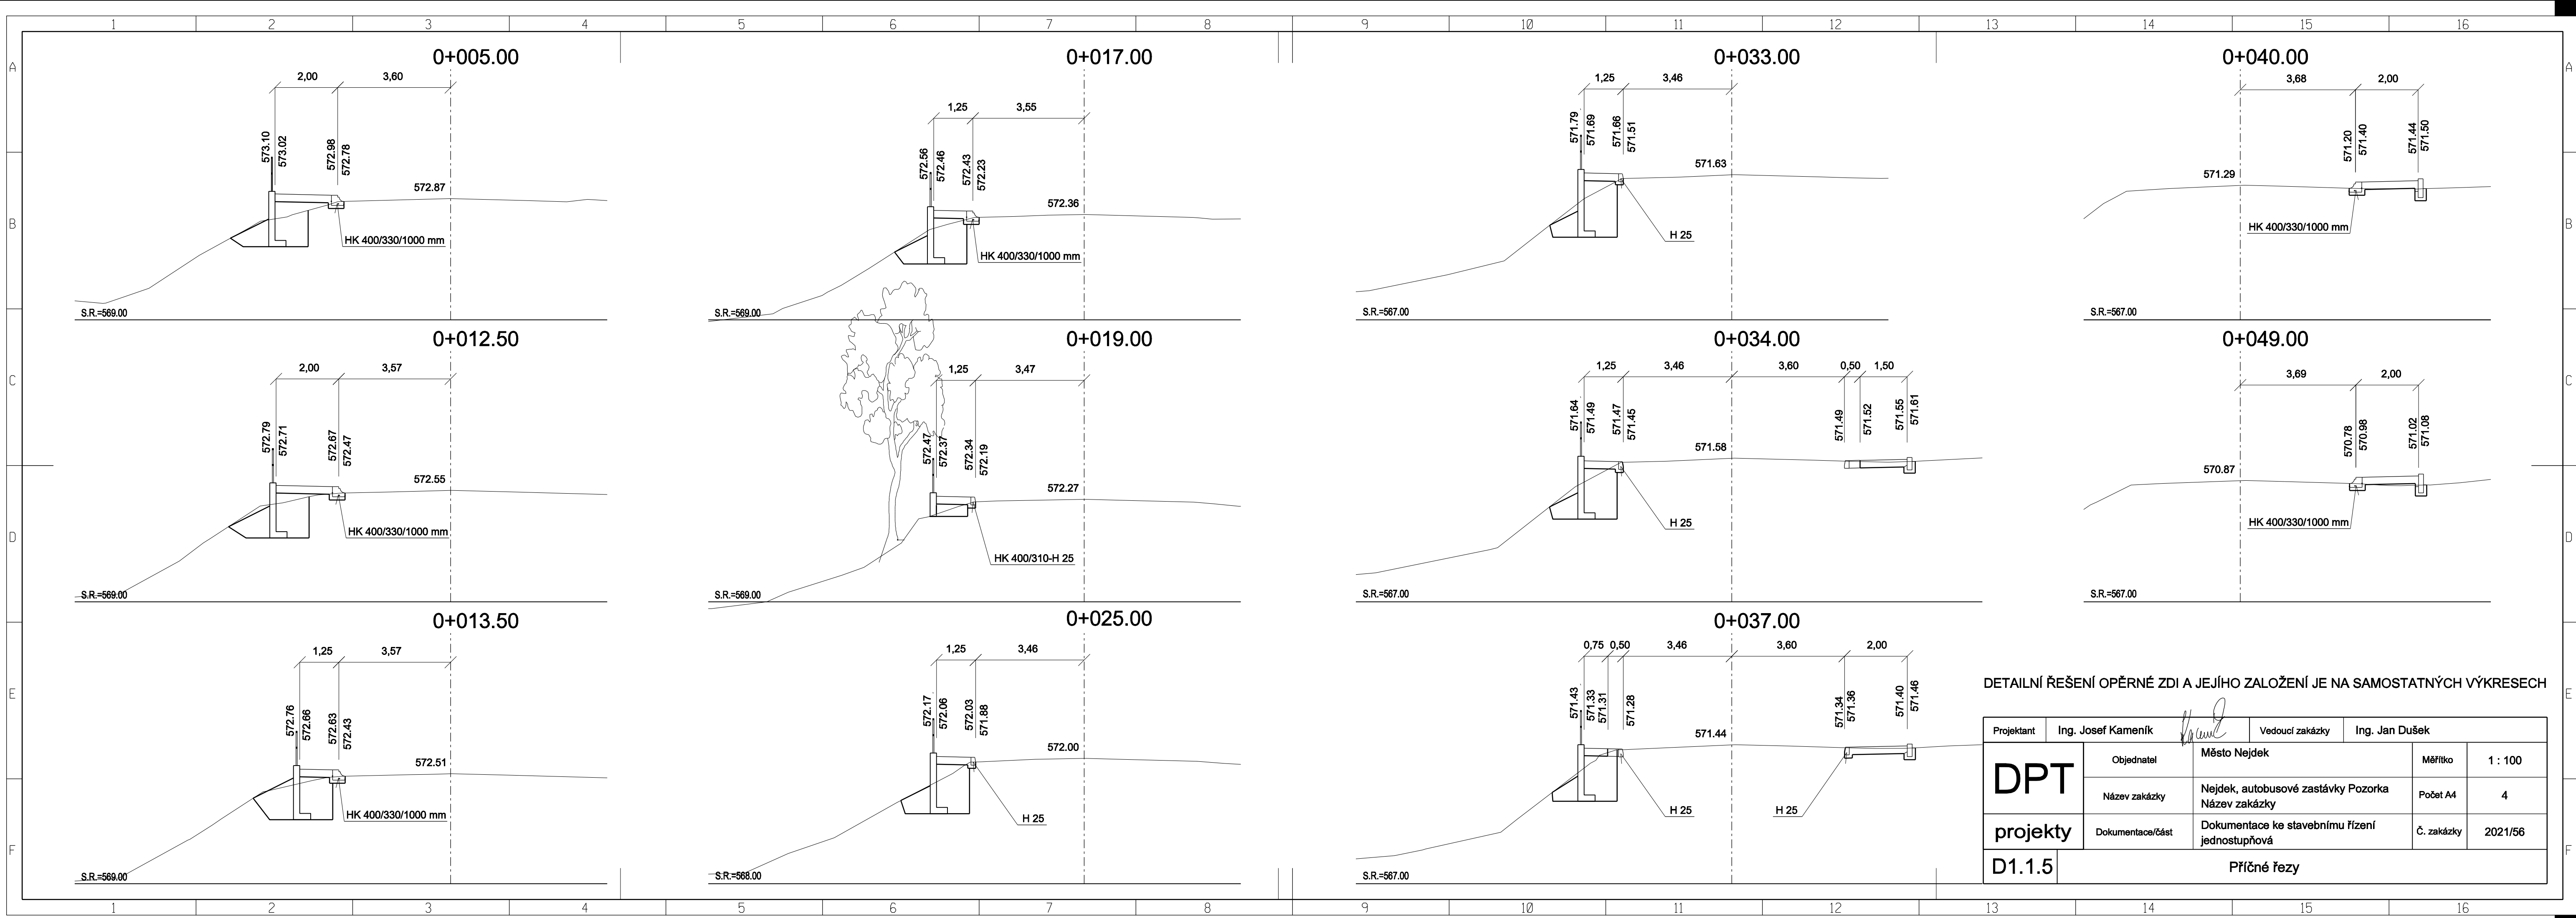 1 2 3 4 5 6 7 8 9 10 11 12 13 14 15 16
A
B
C
D
E
F
0+005.00
2,00 3,60
573.10
573.02
572.98
572.78
572.87
HK 400/330/1000 mm
S.R.=569.00
0+012.50
2,00 3,57
572.79
572.71
572.67
572.47
572.55
HK 400/330/1000 mm
S.R.=569.00
0+013.50
1,25 3,57
572.76
572.66
572.63
572.43
572.51
HK 400/330/1000 mm
S.R.=569.00
0+017.00
1,25 3,55
572.56
572.46
572.43
572.23
572.36
HK 400/330/1000 mm
S.R.=569.00
0+019.00
1,25 3,47
572.47
572.37
572.34
572.19
572.27
HK 400/310-H 25
S.R.=569.00
0+025.00
1,25 3,46
572.17
572.06
572.03
571.88
572.00
H 25
S.R.=568.00
0+033.00
1,25 3,46
571.79
571.69
571.66
571.51
571.63
H 25
S.R.=567.00
0+034.00
1,25 3,46 3,60 0,50 1,50
571.64
571.49
571.47
571.45
571.49
571.52
571.55
571.61
571.58
H 25
S.R.=567.00
0+037.00
0,75 0,50 3,46 3,60 2,00
571.43
571.33
571.31
571.28
571.34
571.36
571.40
571.46
571.44
H 25 H 25
S.R.=567.00
0+040.00
3,68 2,00
571.20
571.40
571.44
571.50
571.29
HK 400/330/1000 mm
S.R.=567.00
0+049.00
3,69 2,00
570.78
570.98
571.02
571.08
570.87
HK 400/330/1000 mm
S.R.=567.00
DETAILNÍ ŘEŠENÍ OPĚRNÉ ZDI A JEJÍHO ZALOŽENÍ JE NA SAMOSTATNÝCH VÝKRESECH
Projektant Ing. Josef Kameník Vedoucí zakázky Ing. Jan Dušek
DPT
projekty
Objednatel Město Nejdek Měřítko 1 : 100
Název zakázky Nejdek, autobusové zastávky Pozorka
Název zakázky
Počet A4 4
Dokumentace/část Dokumentace ke stavebnímu řízení
jednostupňová
Č. zakázky 2021/56
D1.1.5 Příčné řezy
A
B
C
D
E
F
1 2 3 4 5 6 7 8 9 10 11 12 13 14 15 16